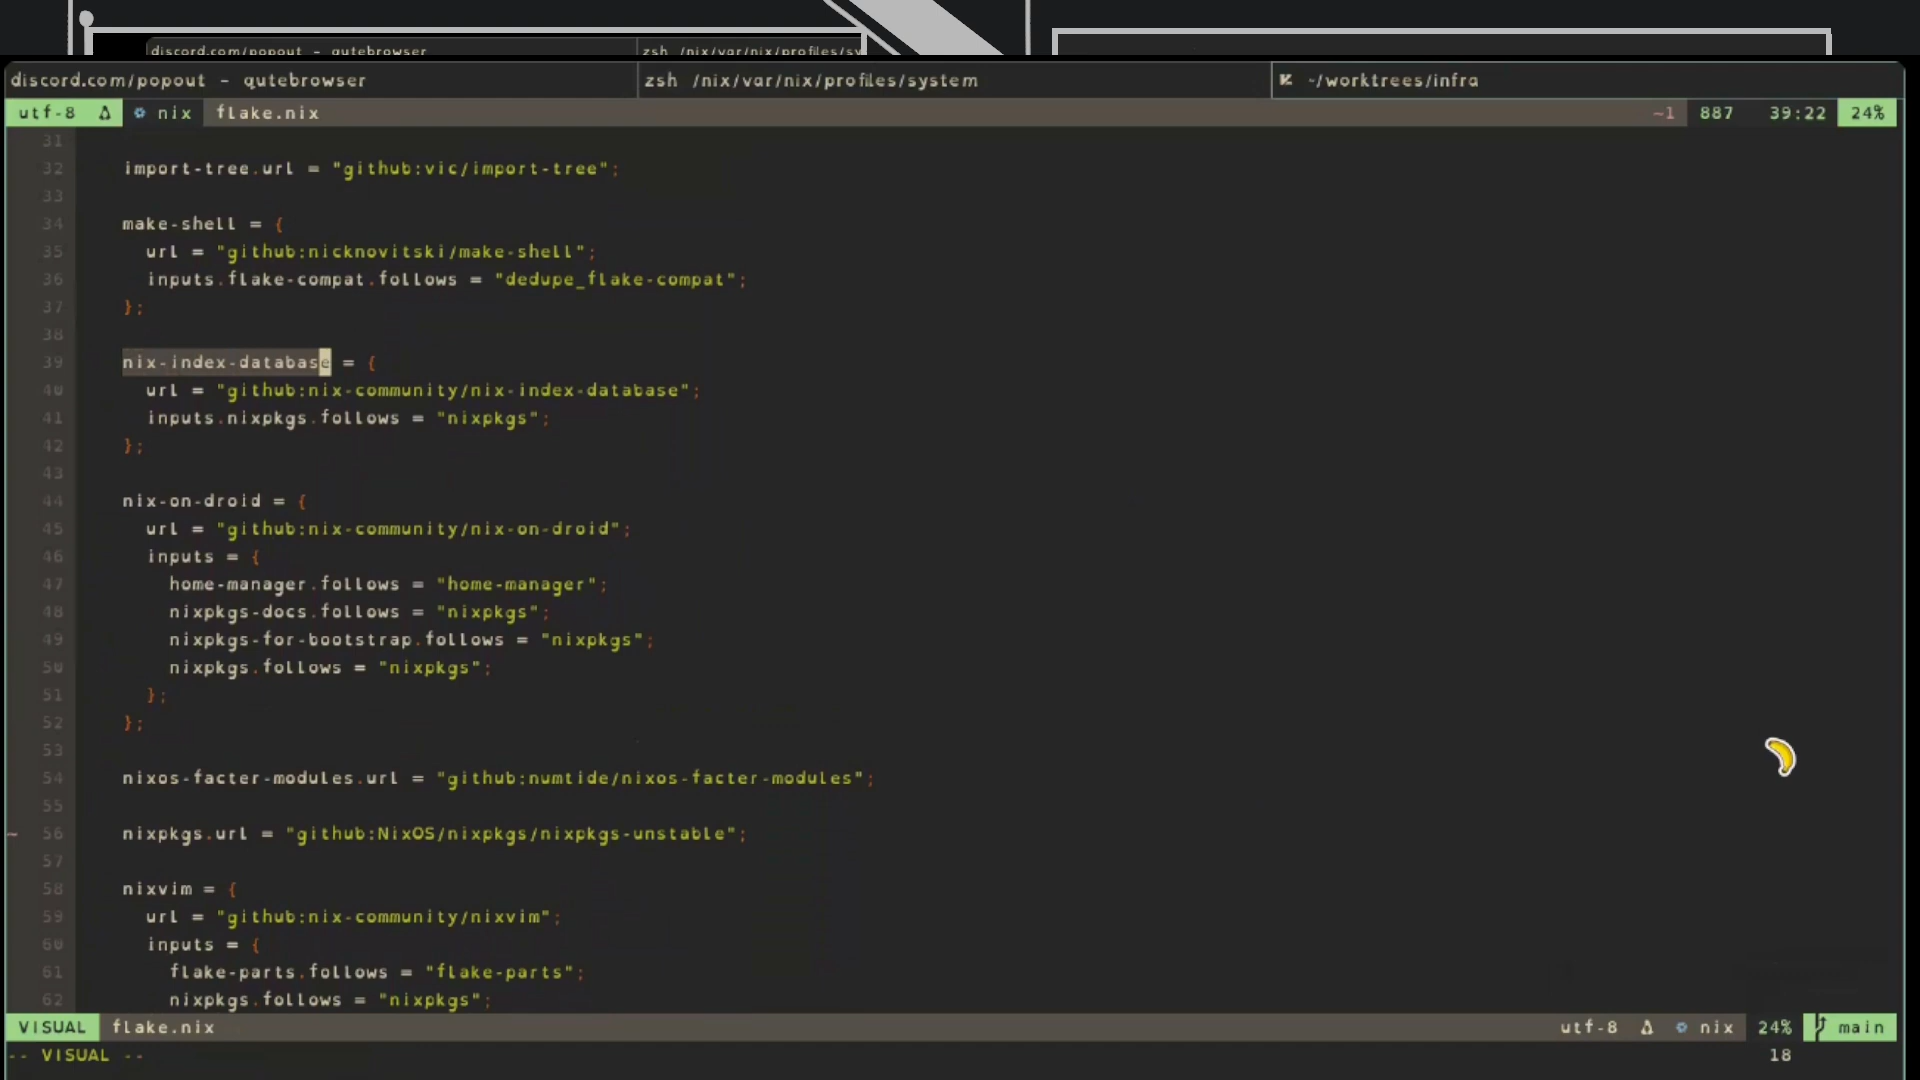 discord.com/popout - qutebrowser
zsh /nix/var/nix/profiles/sy
discord.com/popout - qutebrowser
zsh /nix/var/nix/profiles/system
~/worktrees/infra
utf-8 nix flake.nix ~1 887 39:22 24%
31
32 import-tree.url = "github:vic/import-tree";
33
34 make-shell = {
35 url = "github:nicknovitski/make-shell";
36 inputs.flake-compat.follows = "dedupe_flake-compat";
37 };
38
39 nix-index-database = {
40 url = "github:nix-community/nix-index-database";
41 inputs.nixpkgs.follows = "nixpkgs";
42 };
43
44 nix-on-droid = {
45 url = "github:nix-community/nix-on-droid";
46 inputs = {
47 home-manager.follows = "home-manager";
48 nixpkgs-docs.follows = "nixpkgs";
49 nixpkgs-for-bootstrap.follows = "nixpkgs";
50 nixpkgs.follows = "nixpkgs";
51 };
52 };
53
54 nixos-facter-modules.url = "github:numtide/nixos-facter-modules";
55
~ 56 nixpkgs.url = "github:NixOS/nixpkgs/nixpkgs-unstable";
57
58 nixvim = {
59 url = "github:nix-community/nixvim";
60 inputs = {
61 flake-parts.follows = "flake-parts";
62 nixpkgs.follows = "nixpkgs";
VISUAL flake.nix utf-8 nix 24% main
-- VISUAL -- 18